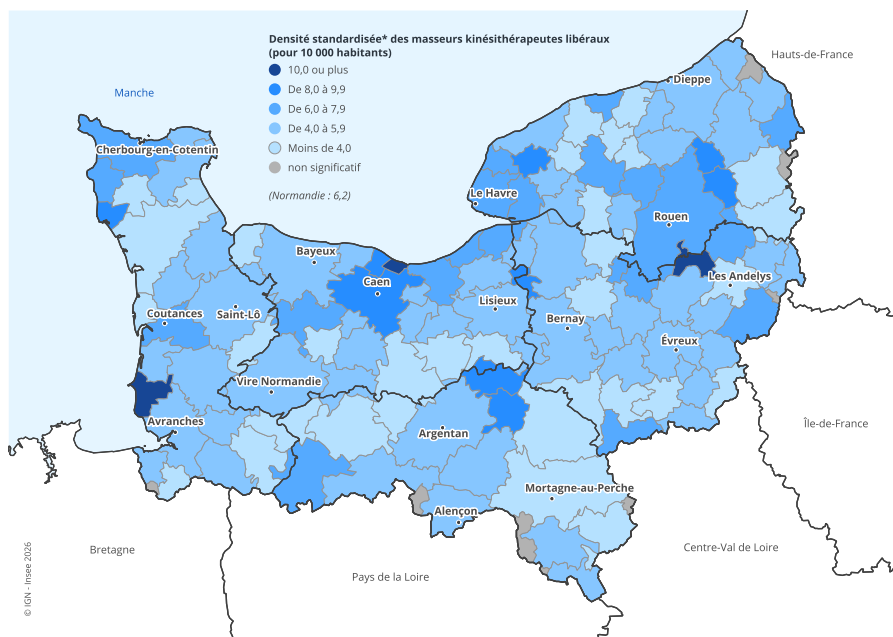 Densité standardisée* des masseurs kinésithérapeutes libéraux
(pour 10 000 habitants)
10,0 ou plus
De 8,0 à 9,9
De 6,0 à 7,9
De 4,0 à 5,9
Moins de 4,0
non significatif
(Normandie : 6,2)
Hauts-de-France
Manche
Dieppe
Cherbourg-en-Cotentin
Le Havre
Rouen
Bayeux
Caen
Les Andelys
Lisieux
Coutances
Saint-Lô
Bernay
Évreux
Vire Normandie
Avranches
Île-de-France
Argentan
Mortagne-au-Perche
Alençon
Bretagne
Centre-Val de Loire
Pays de la Loire
© IGN - Insee 2026